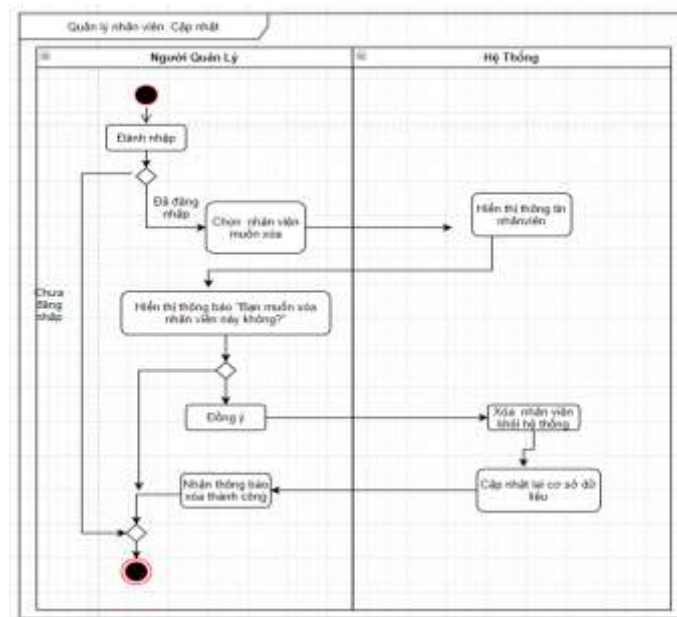 Quản lý nhân viên: Cập nhật
Người Quản Lý
Hệ Thống
Đành nhập
Đã đăng
nhập
Chọn nhân viên
muốn xóa
Hiển thị thông tin
nhânviên
Chưa
đăng
nhập
Hiển thị thông báo "Bạn muốn xóa
nhân viên này không?"
Đồng ý
Xóa nhân viên
khỏi hệ thống
Nhận thông báo
xóa thành công
Cập nhật lại cơ sở dữ
liệu